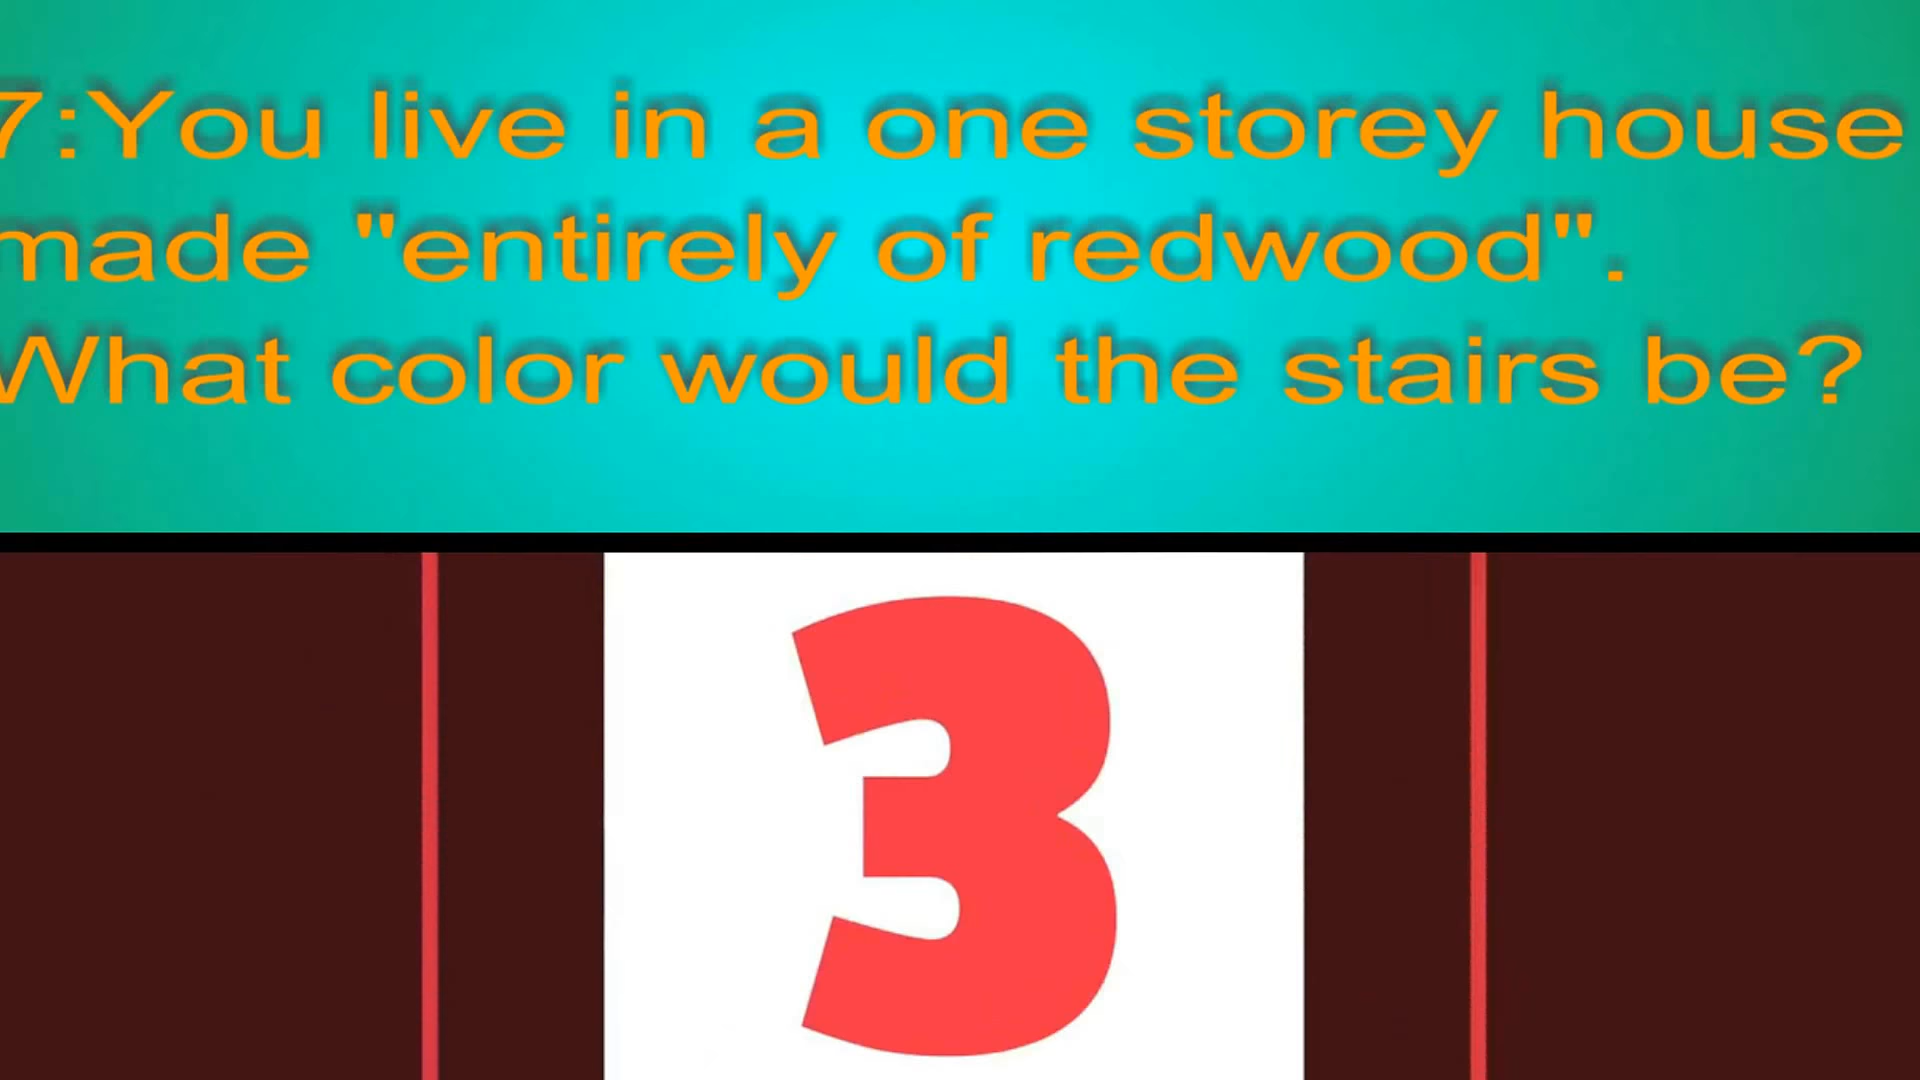 7:You live in a one storey house
made "entirely of redwood".
What color would the stairs be?
3